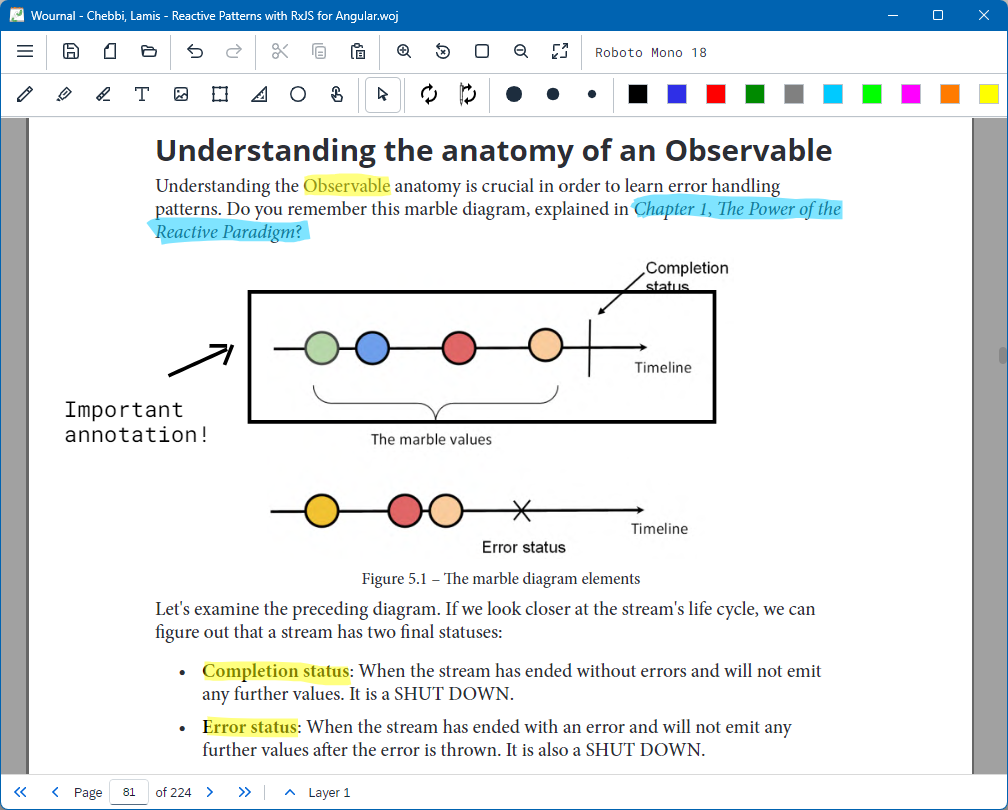 Wournal - Chebbi, Lamis - Reactive Patterns with RxJS for Angular.woj
Roboto Mono 18
Understanding the anatomy of an Observable
Understanding the Observable anatomy is crucial in order to learn error handling
patterns. Do you remember this marble diagram, explained in Chapter 1, The Power of the
Reactive Paradigm?
Completion
status
Timeline
Important
annotation!
The marble values
Timeline
Error status
Figure 5.1 – The marble diagram elements
Let's examine the preceding diagram. If we look closer at the stream's life cycle, we can
figure out that a stream has two final statuses:
• Completion status: When the stream has ended without errors and will not emit
any further values. It is a SHUT DOWN.
• Error status: When the stream has ended with an error and will not emit any
further values after the error is thrown. It is also a SHUT DOWN.
Page 81 of 224 Layer 1